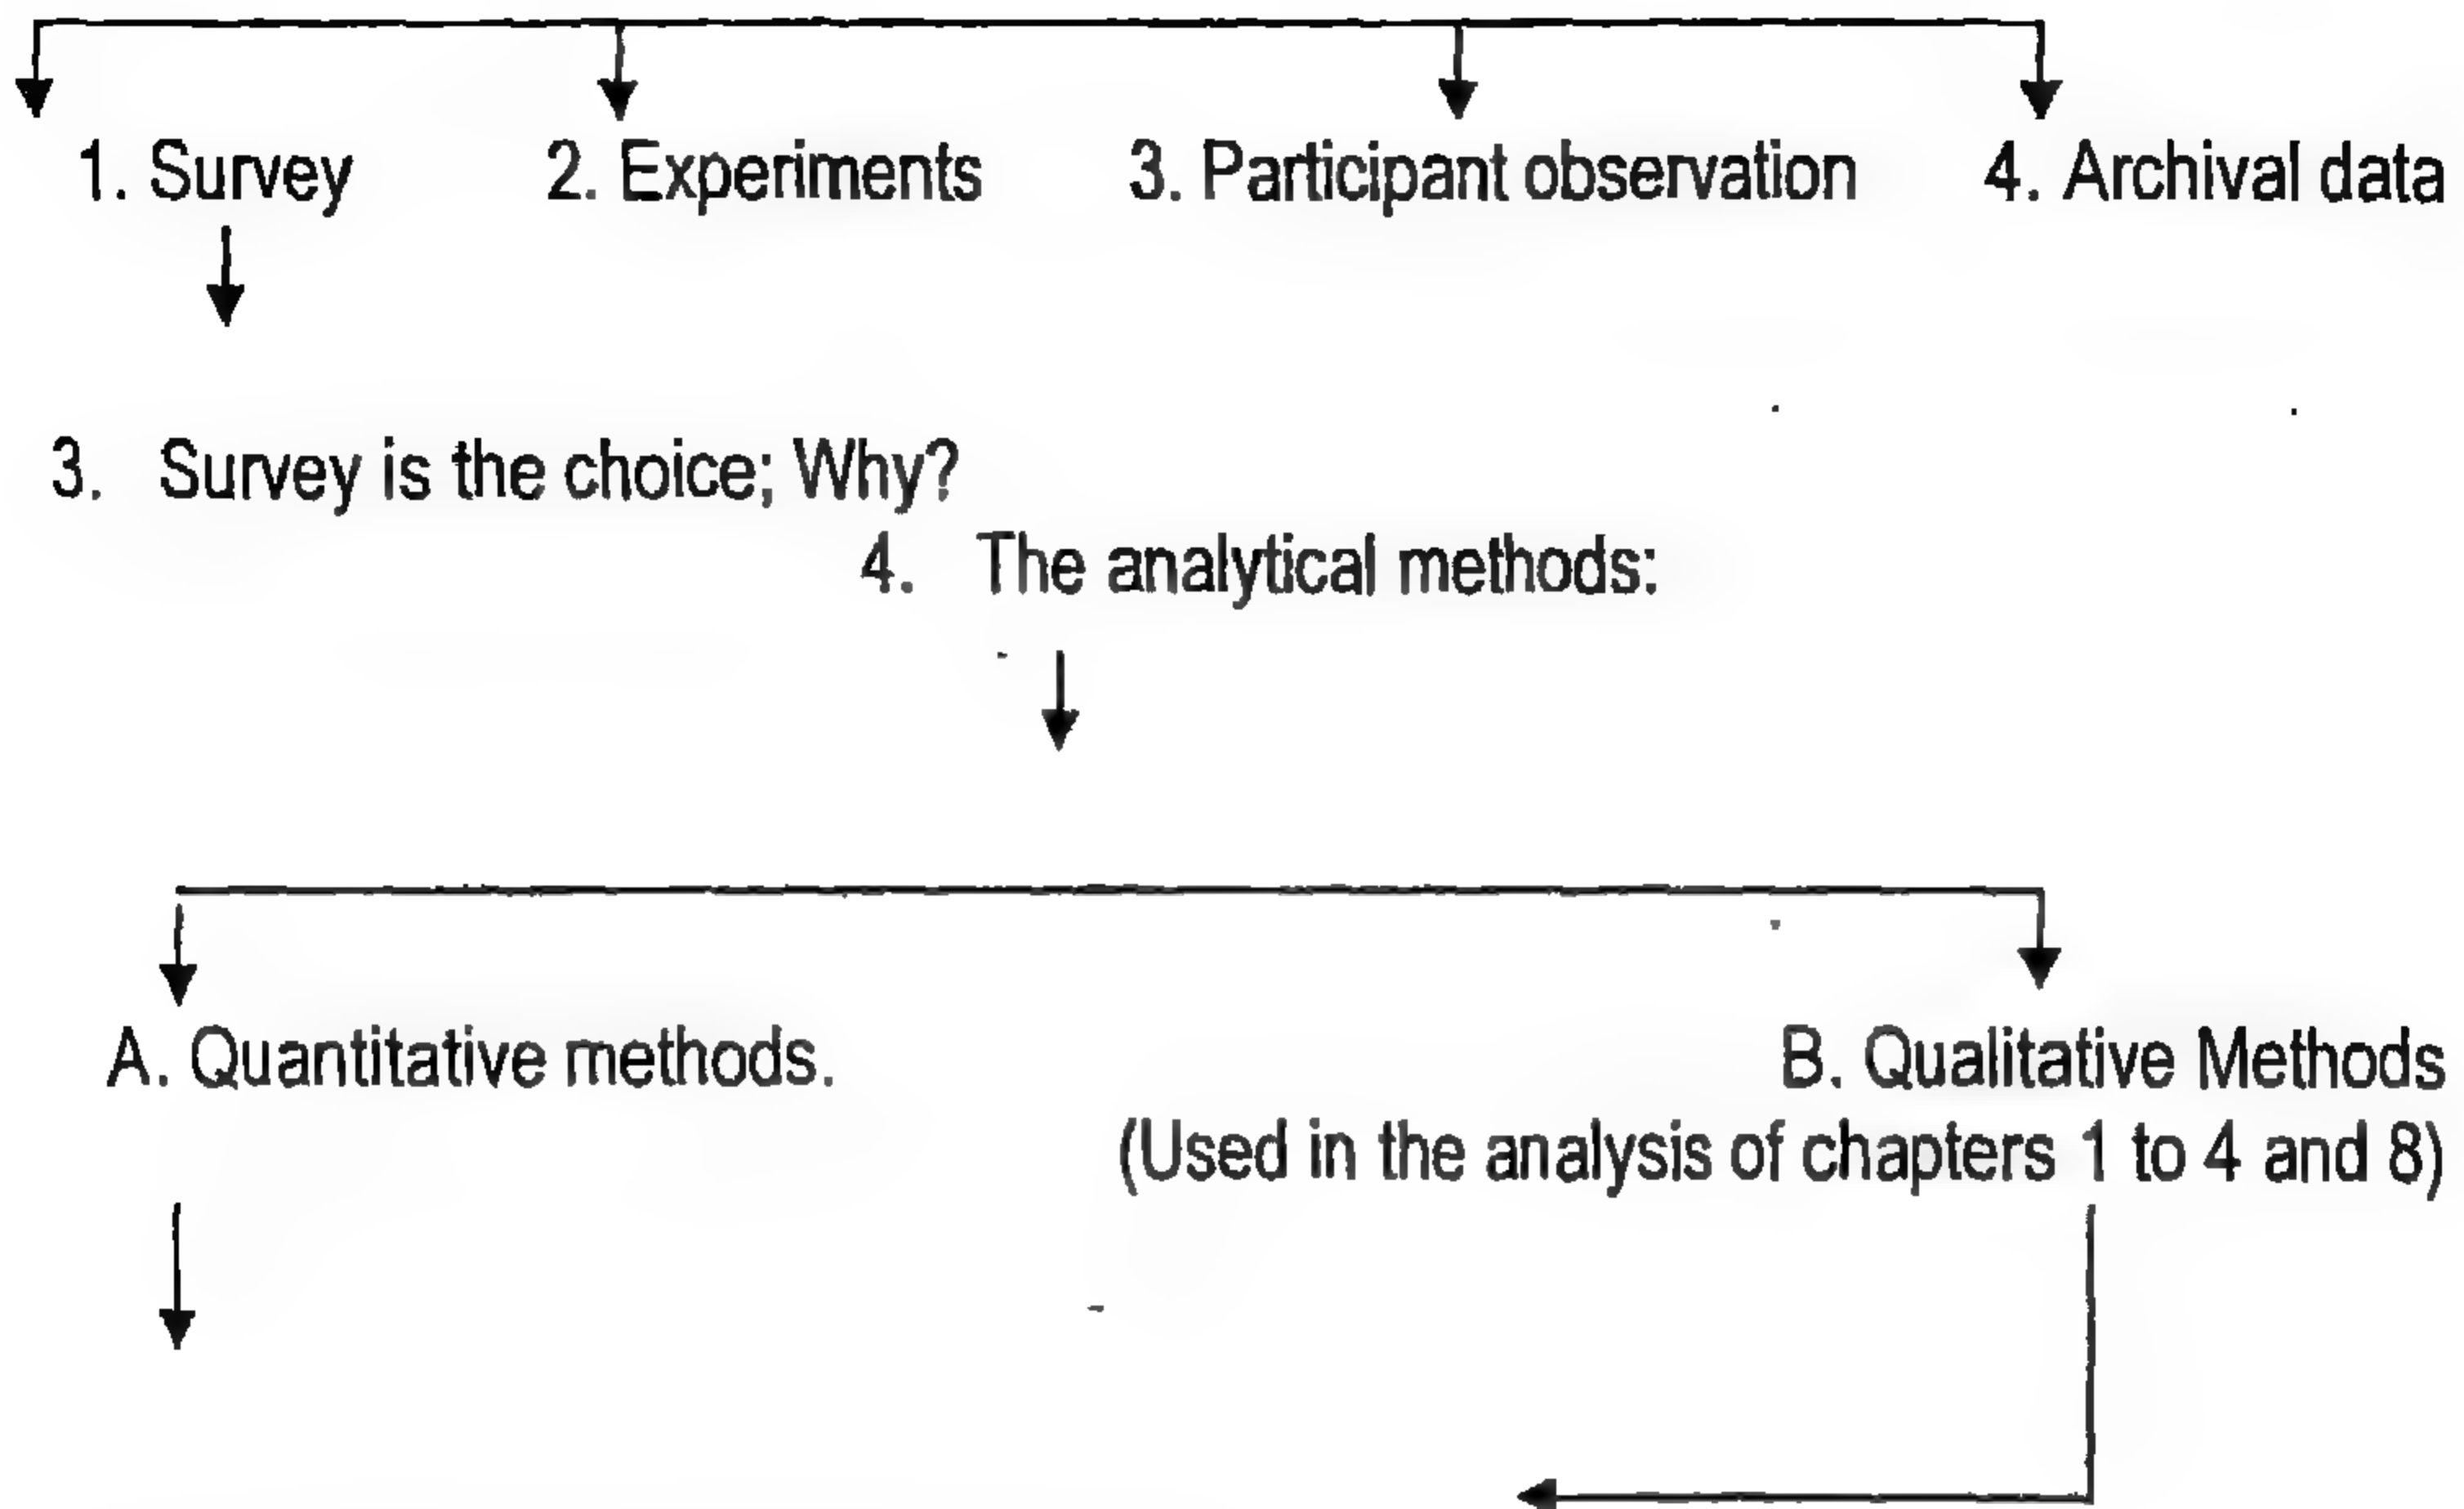 1. Survey 2. Experiments 3. Participant observation 4. Archival data
3. Survey is the choice; Why?
4. The analytical methods:
A. Quantitative methods. B. Qualitative Methods
(Used in the analysis of chapters 1 to 4 and 8)